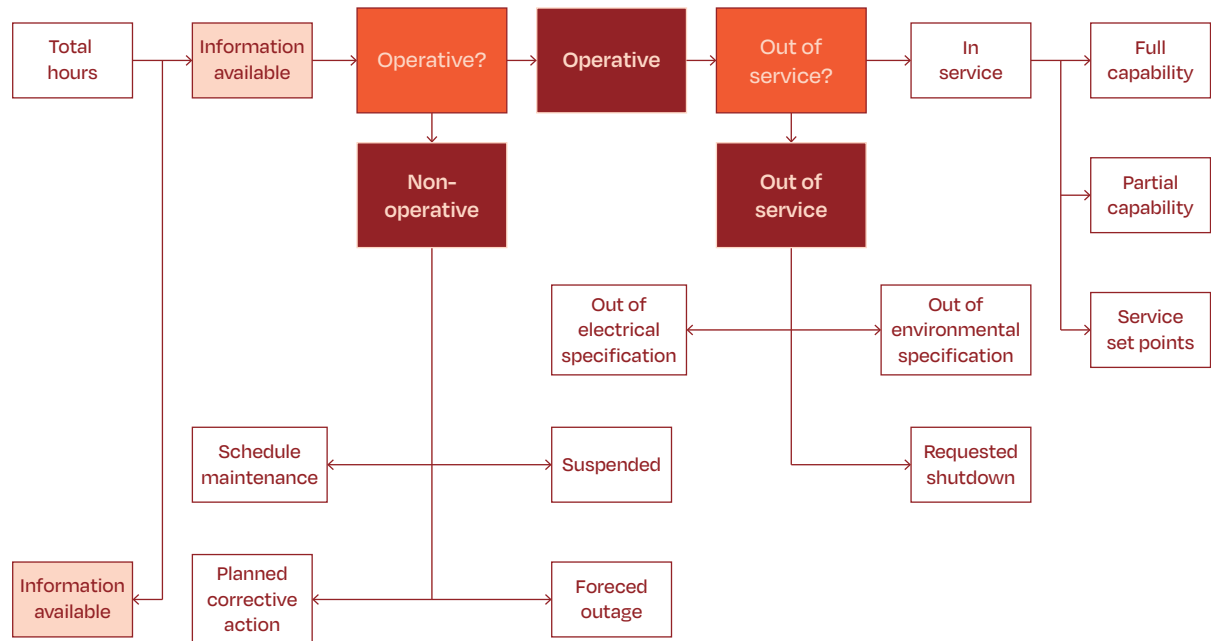 Total
hours
Information
available
Operative?
Operative
Out of
service?
In
service
Full
capability
Non-
operative
Out of
service
Partial
capability
Out of
electrical
specification
Out of
environmental
specification
Service
set points
Schedule
maintenance
Suspended
Requested
shutdown
Information
available
Planned
corrective
action
Foreced
outage